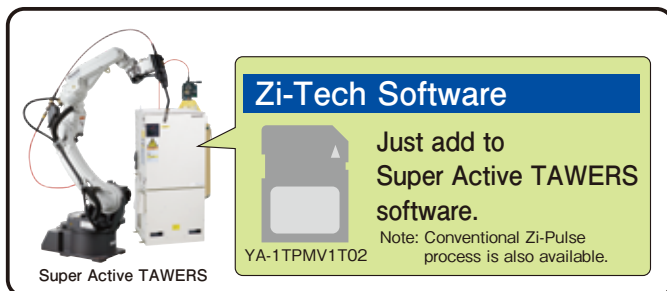 Zi-Tech Software
Just add to
Super Active TAWERS
software.
Note: Conventional Zi-Pulse
process is also available.
YA-1TPMV1T02
Super Active TAWERS